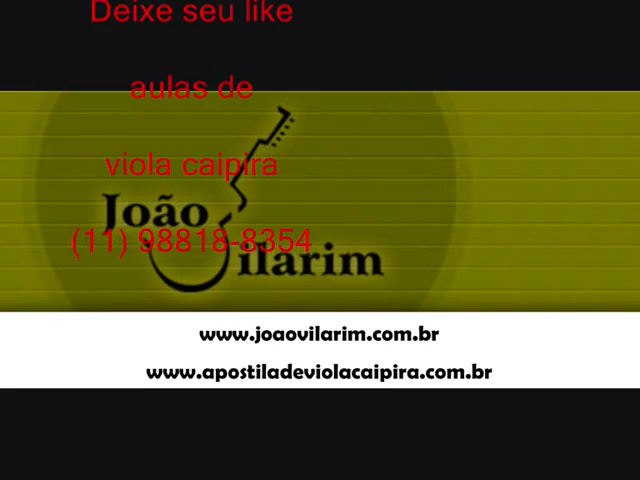 Deixe seu like
aulas de
viola caipira
João
(11) 98818-8354
Vilarim
www.joaovilarim.com.br
www.apostiladeviolacaipira.com.br